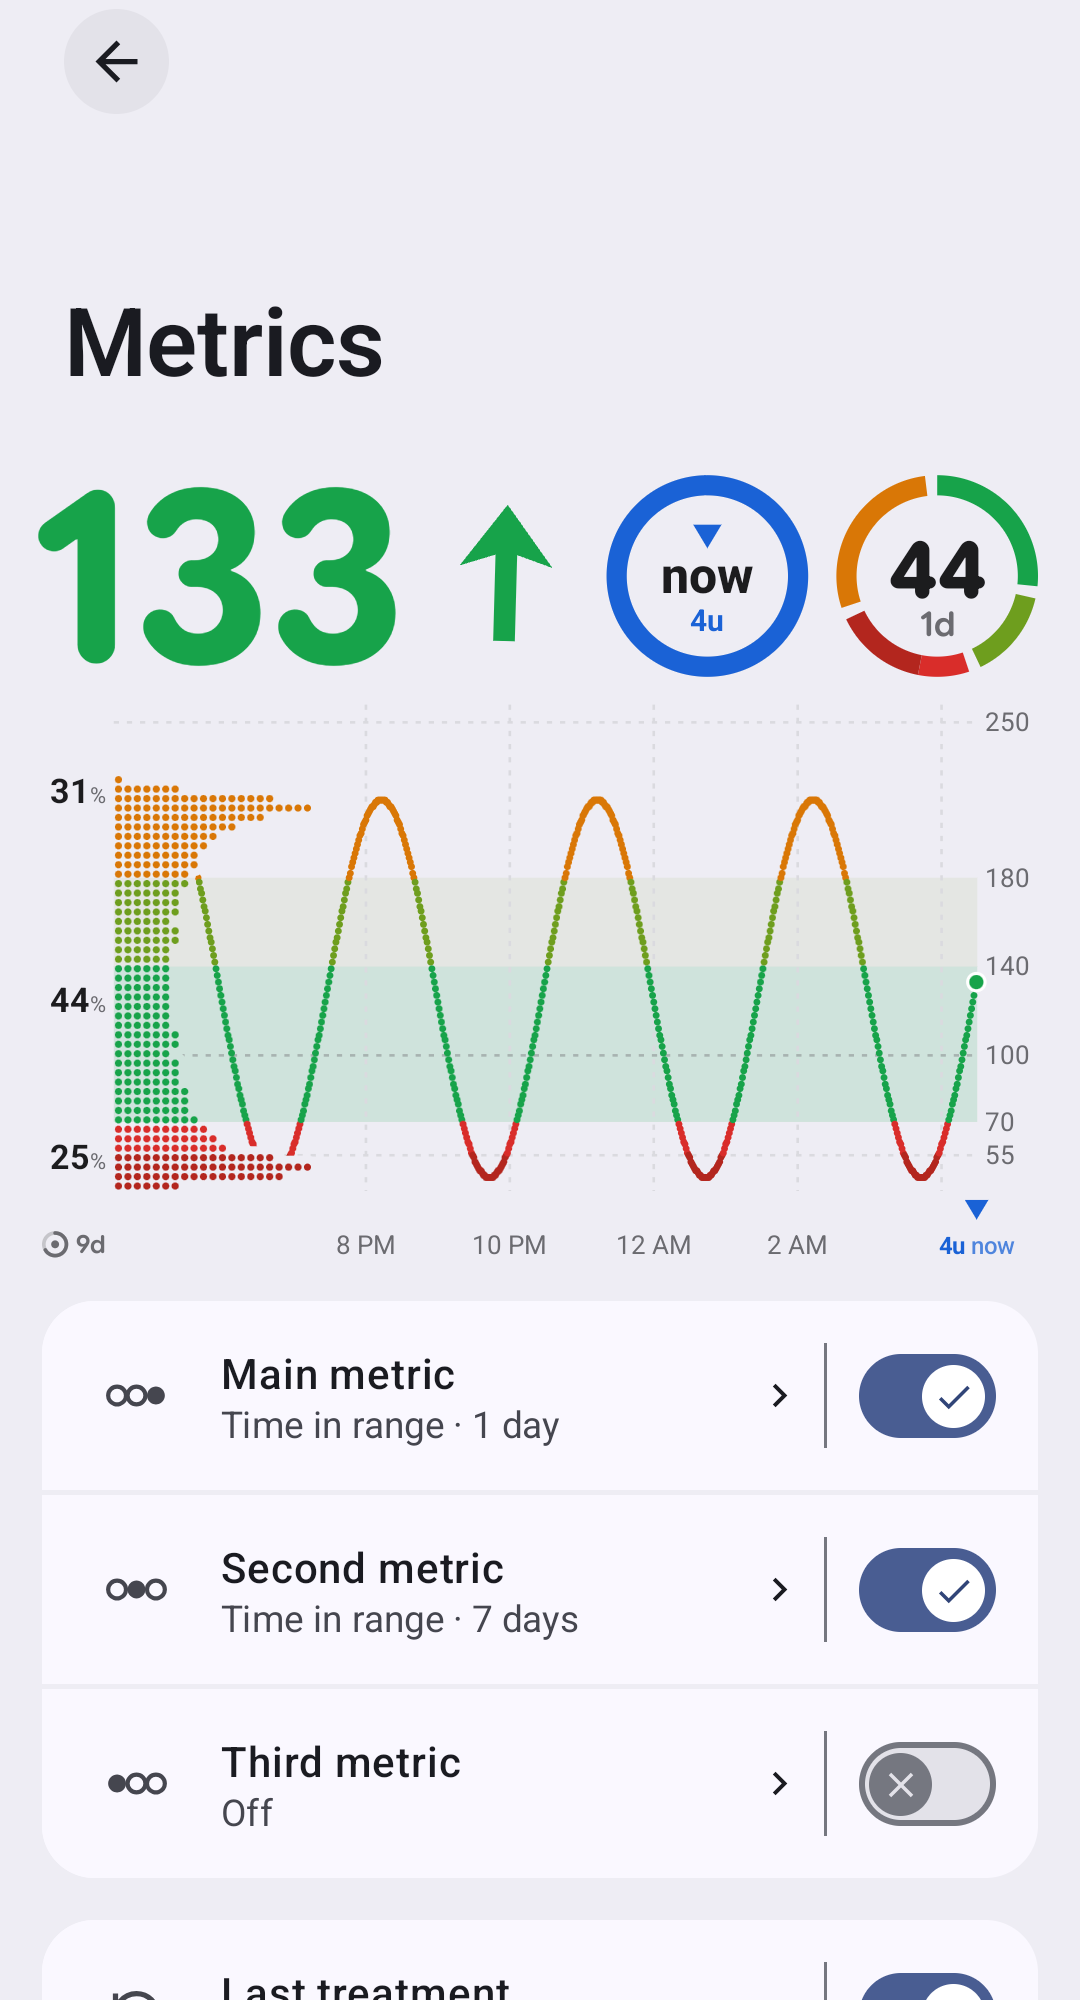 Metrics
133
now
4u
44
1d
250
31%
180
140
44%
100
70
25%
55
9d
8 PM
10 PM
12 AM
2 AM
4u now
Main metric
Time in range · 1 day
Second metric
Time in range · 7 days
Third metric
Off
Last treatment